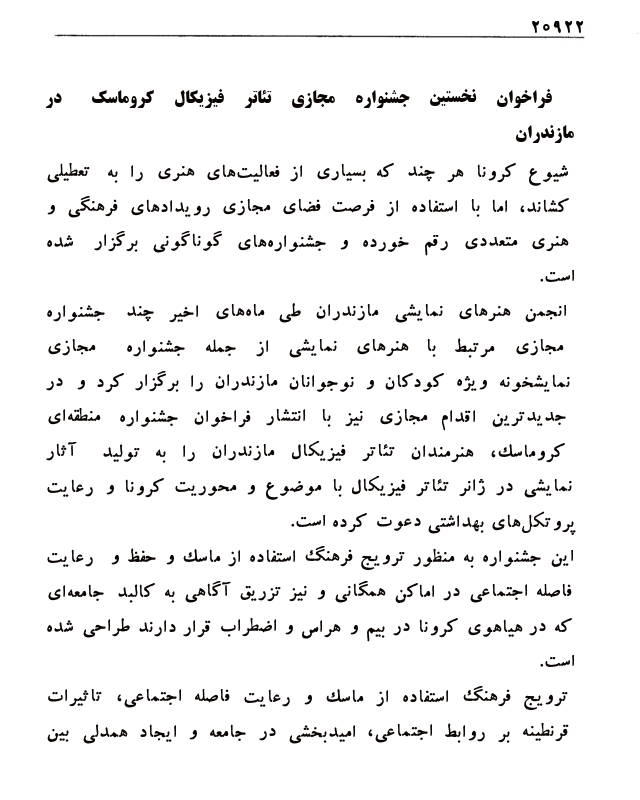 ۲۰۹۲۲
فراخوان نخستین جشنواره مجازی تئاتر فیزیکال کروماسک در
مازندران
شیوع کرونا هر چند که بسیاری از فعالیت‌های هنری را به تعطیلی
کشاند، اما با استفاده از فرصت فضای مجازی رویدادهای فرهنگی و
هنری متعددی رقم خورده و جشنواره‌های گوناگونی برگزار شده
است.
انجمن هنرهای نمایشی مازندران طی ماه‌های اخیر چند جشنواره
مجازی مرتبط با هنرهای نمایشی از جمله جشنواره مجازی
نمایشخونه ویژه کودکان و نوجوانان مازندران را برگزار کرد و در
جدیدترین اقدام مجازی نیز با انتشار فراخوان جشنواره منطقه‌ای
کروماسک، هنرمندان تئاتر فیزیکال مازندران را به تولید آثار
نمایشی در ژانر تئاتر فیزیکال با موضوع و محوریت کرونا و رعایت
پروتکل‌های بهداشتی دعوت کرده است.
این جشنواره به منظور ترویج فرهنگ استفاده از ماسک و حفظ و رعایت
فاصله اجتماعی در اماکن همگانی و نیز تزریق آگاهی به کالبد جامعه‌ای
که در هیاهوی کرونا در بیم و هراس و اضطراب قرار دارند طراحی شده
است.
ترویج فرهنگ استفاده از ماسک و رعایت فاصله اجتماعی، تاثیرات
قرنطینه بر روابط اجتماعی، امیدبخشی در جامعه و ایجاد همدلی بین